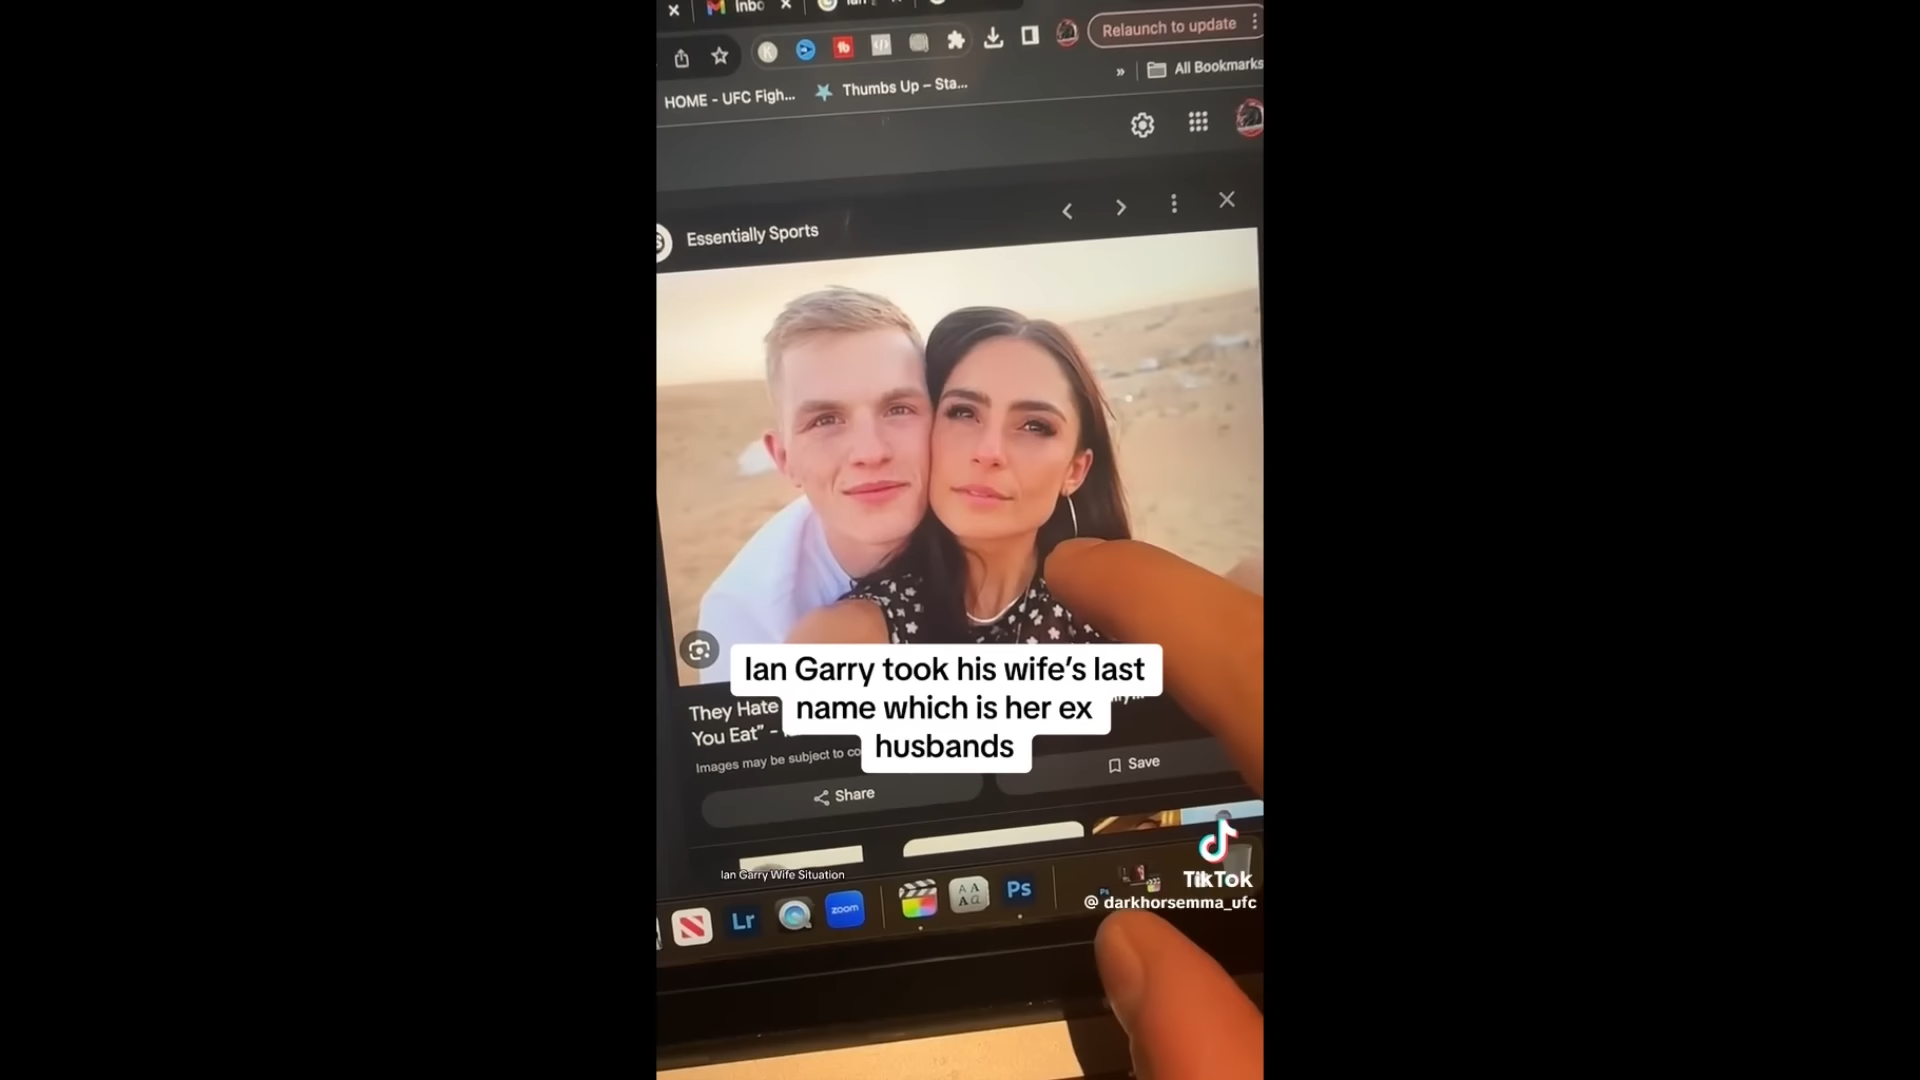 Inbo
Relaunch to update
All Bookmarks
HOME - UFC Figh...
Thumbs Up – Sta...
Essentially Sports
Ian Garry took his wife's last
name which is her ex
husbands
They Hate
You Eat" -
Images may be subject to co
Save
Share
Ian Garry Wife Situation
Lr
zoom
Ps
TikTok
@ darkhorsemma_ufc